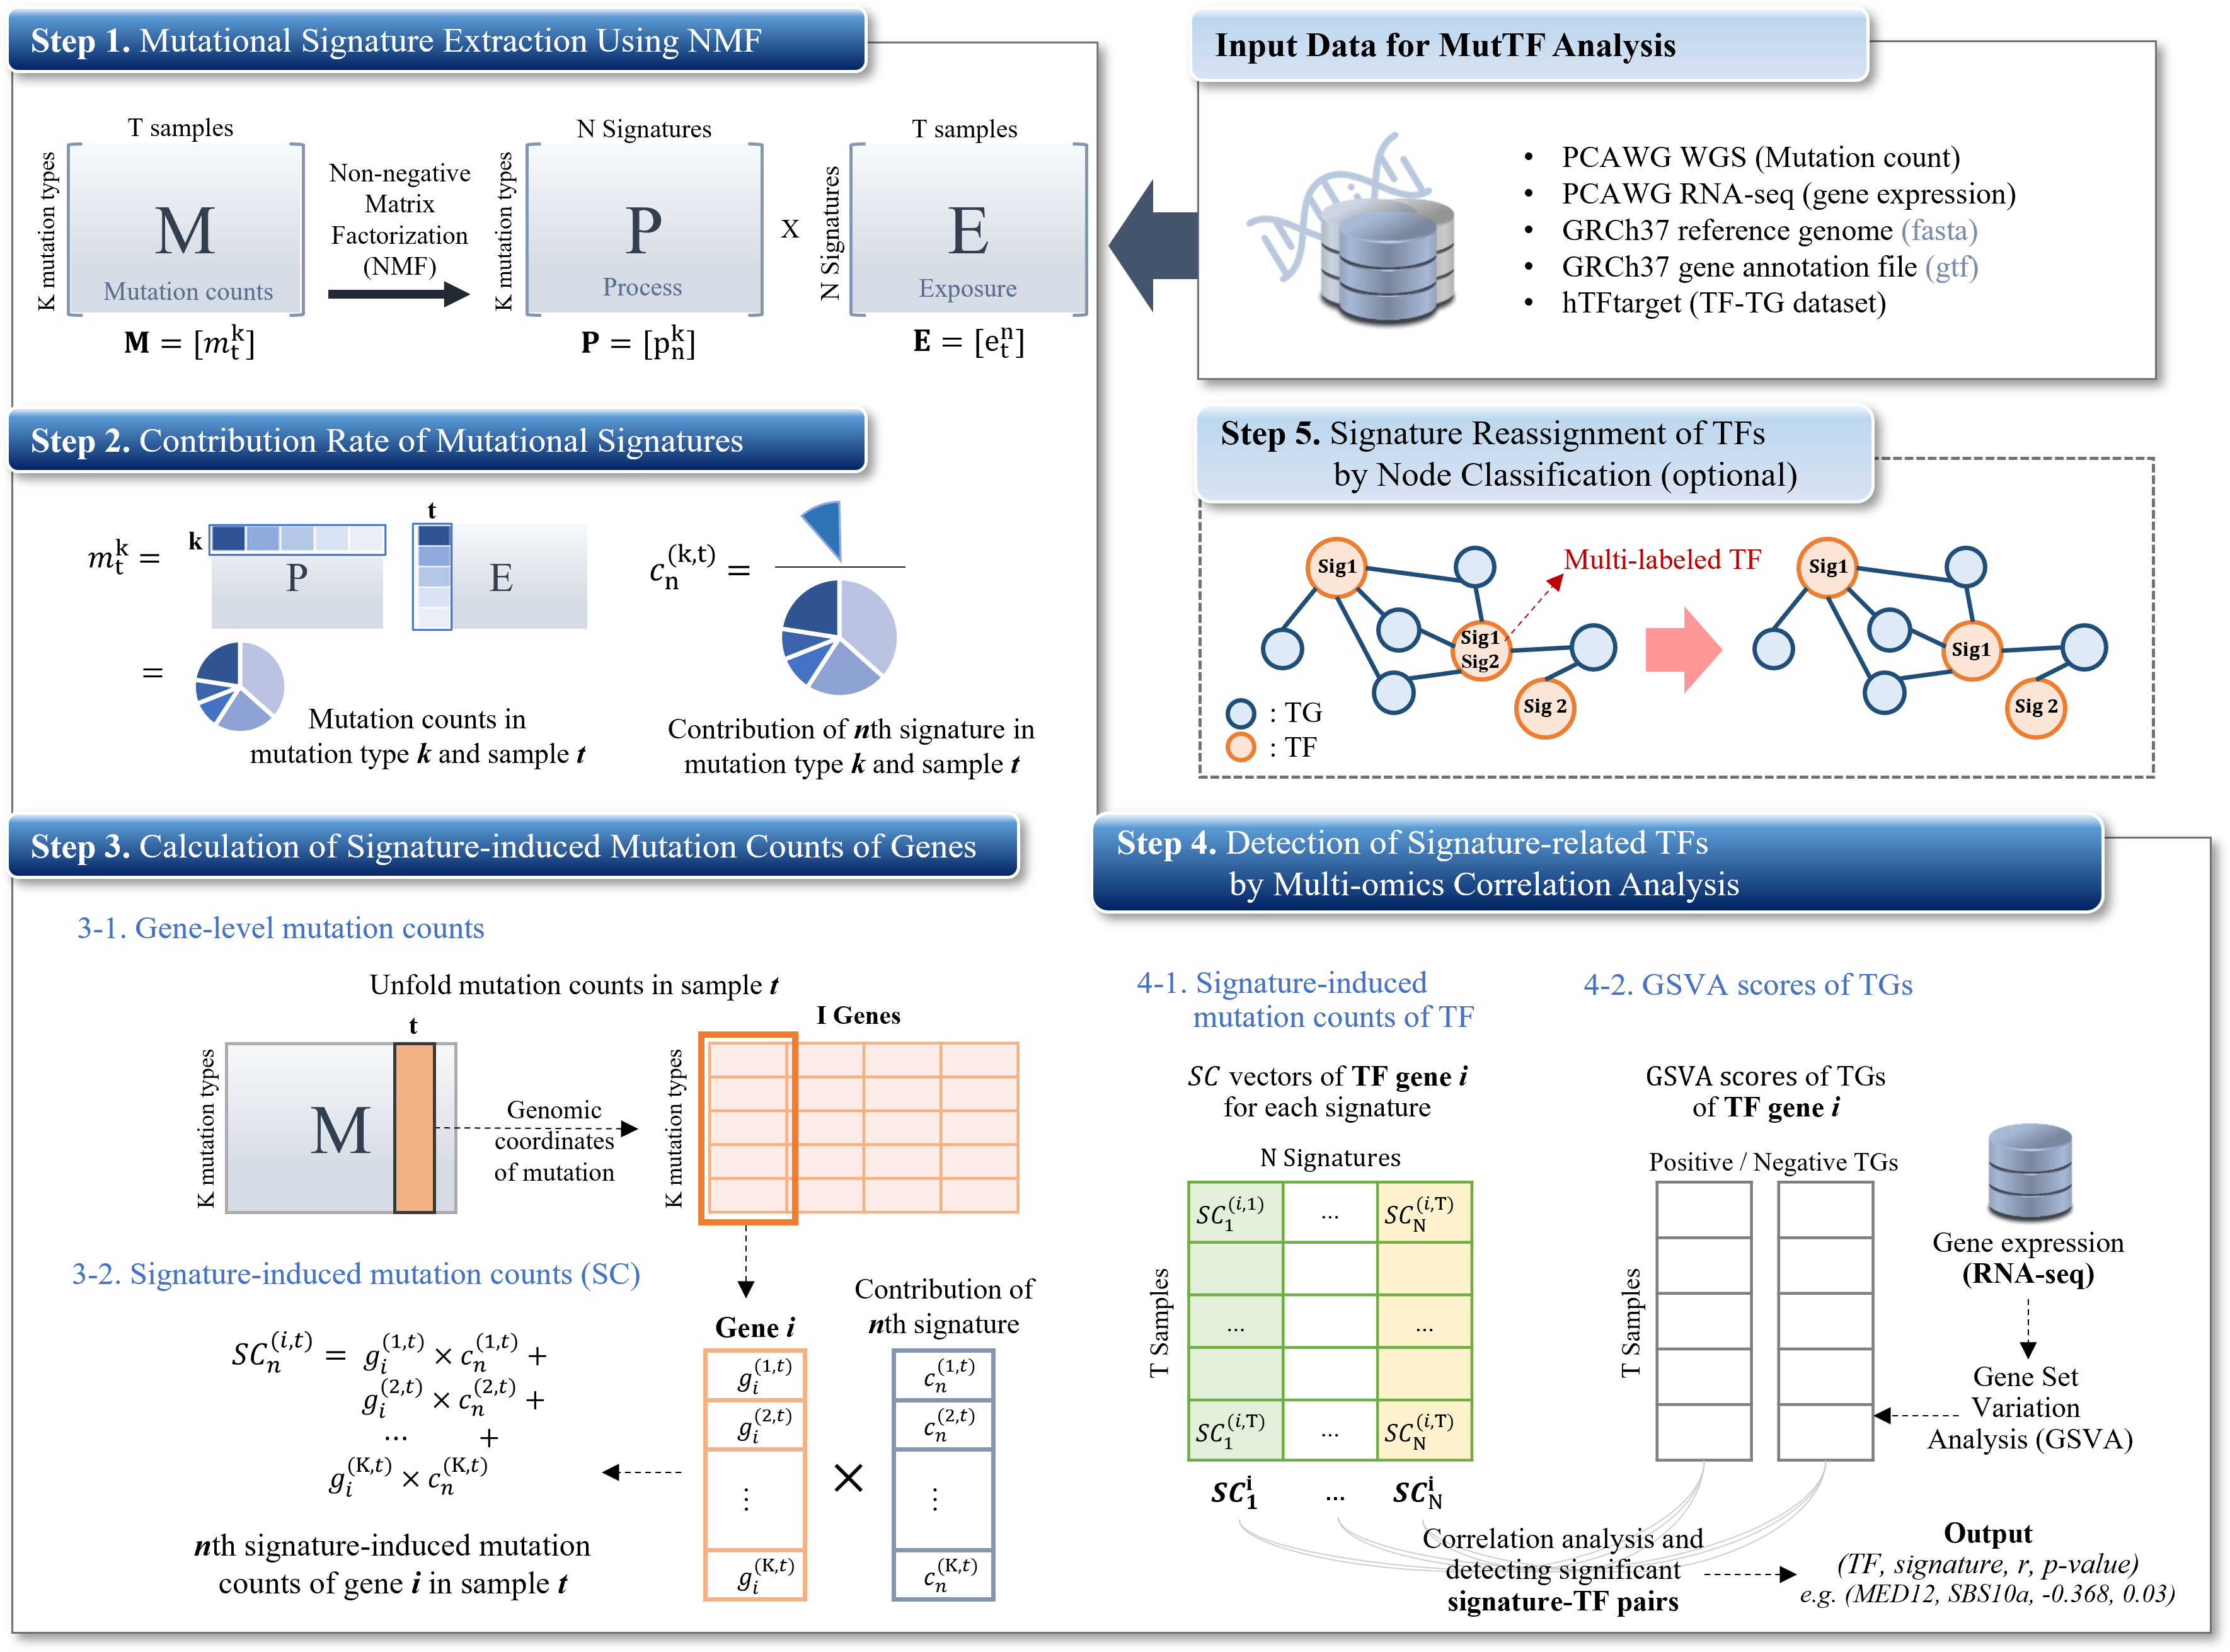 Step 1. Mutational Signature Extraction Using NMF
T samples
K mutation types
M
Mutation counts
M = [m_t^k]
Non-negative
Matrix
Factorization
(NMF)
N Signatures
K mutation types
P
Process
P = [p_n^k]
X
T samples
N Signatures
E
Exposure
E = [e_t^n]
Input Data for MutTF Analysis
• PCAWG WGS (Mutation count)
• PCAWG RNA-seq (gene expression)
• GRCh37 reference genome (fasta)
• GRCh37 gene annotation file (gtf)
• hTFtarget (TF-TG dataset)
Step 2. Contribution Rate of Mutational Signatures
m_t^k =
k
P
t
E
=
Mutation counts in
mutation type k and sample t
c_n^(k,t) =
Contribution of nth signature in
mutation type k and sample t
Step 5. Signature Reassignment of TFs
by Node Classification (optional)
Sig1
Multi-labeled TF
Sig1
Sig2
Sig 2
: TG
: TF
Sig1
Sig1
Sig 2
Step 3. Calculation of Signature-induced Mutation Counts of Genes
3-1. Gene-level mutation counts
Unfold mutation counts in sample t
t
K mutation types
M
Genomic
coordinates
of mutation
I Genes
K mutation types
3-2. Signature-induced mutation counts (SC)
SC_n^(i,t) = g_i^(1,t) × c_n^(1,t) +
g_i^(2,t) × c_n^(2,t) +
... +
g_i^(K,t) × c_n^(K,t)
nth signature-induced mutation
counts of gene i in sample t
Gene i
g_i^(1,t)
g_i^(2,t)
⋮
g_i^(K,t)
×
Contribution of
nth signature
c_n^(1,t)
c_n^(2,t)
⋮
c_n^(K,t)
Step 4. Detection of Signature-related TFs
by Multi-omics Correlation Analysis
4-1. Signature-induced
mutation counts of TF
SC vectors of TF gene i
for each signature
N Signatures
T Samples
SC_1^(i,1) ... SC_N^(i,T)
... ...
SC_1^(i,T) ... SC_N^(i,T)
SC_1^i ... SC_N^i
4-2. GSVA scores of TGs
GSVA scores of TGs
of TF gene i
Positive / Negative TGs
T Samples
Gene expression
(RNA-seq)
Gene Set
Variation
Analysis (GSVA)
Correlation analysis and
detecting significant
signature-TF pairs
Output
(TF, signature, r, p-value)
e.g. (MED12, SBS10a, -0.368, 0.03)